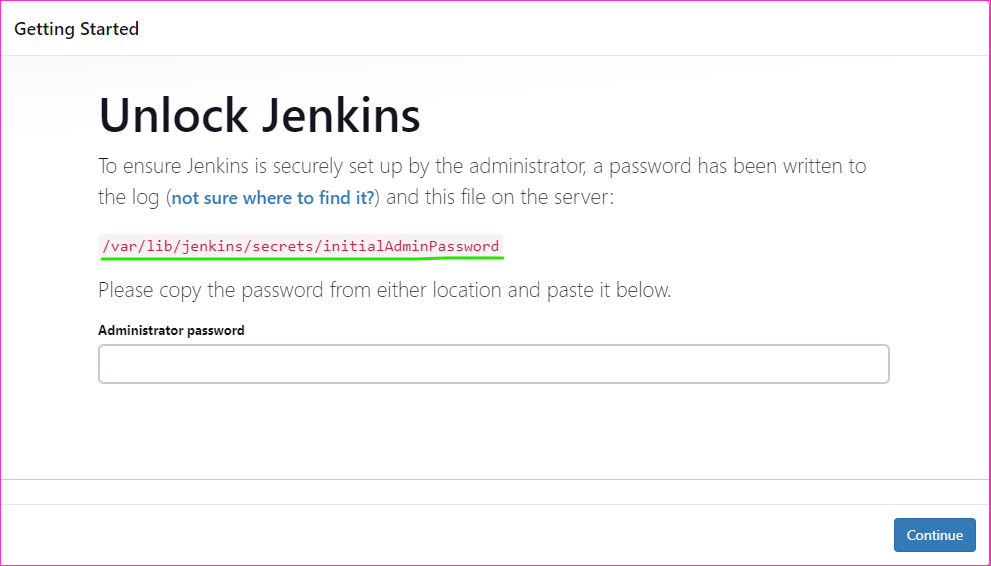 Getting Started
Unlock Jenkins
To ensure Jenkins is securely set up by the administrator, a password has been written to
the log (not sure where to find it?) and this file on the server:
/var/lib/jenkins/secrets/initialAdminPassword
Please copy the password from either location and paste it below.
Administrator password
Continue